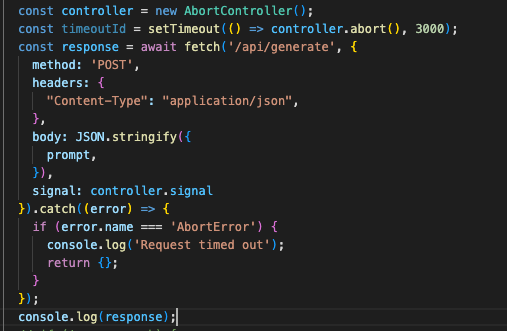 const controller = new AbortController();
const timeoutId = setTimeout(() => controller.abort(), 3000);
const response = await fetch('/api/generate', {
method: 'POST',
headers: {
"Content-Type": "application/json",
},
body: JSON.stringify({
prompt,
}),
signal: controller.signal
}).catch((error) => {
if (error.name === 'AbortError') {
console.log('Request timed out');
return {};
}
});
console.log(response);